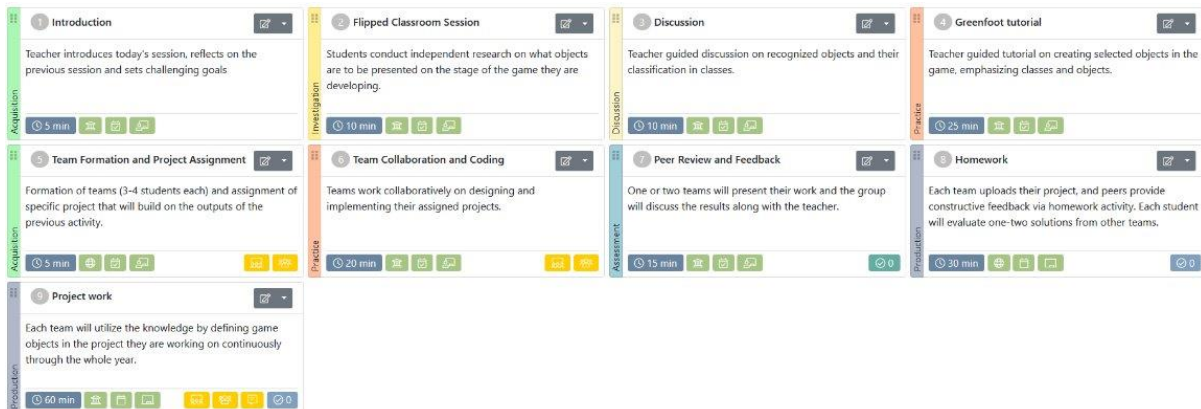 1 Introduction
Teacher introduces today's session, reflects on the
previous session and sets challenging goals
Acquisition
5 min
2 Flipped Classroom Session
Students conduct independent research on what objects
are to be presented on the stage of the game they are
developing.
Investigation
10 min
3 Discussion
Teacher guided discussion on recognized objects and their
classification in classes.
Discussion
10 min
4 Greenfoot tutorial
Teacher guided tutorial on creating selected objects in the
game, emphasizing classes and objects.
Practice
25 min
5 Team Formation and Project Assignment
Formation of teams (3-4 students each) and assignment of
specific project that will build on the outputs of the
previous activity.
Acquisition
5 min
6 Team Collaboration and Coding
Teams work collaboratively on designing and
implementing their assigned projects.
Practice
20 min
7 Peer Review and Feedback
One or two teams will present their work and the group
will discuss the results along with the teacher.
Assessment
15 min
0
8 Homework
Each team uploads their project, and peers provide
constructive feedback via homework activity. Each student
will evaluate one-two solutions from other teams.
Production
30 min
0
9 Project work
Each team will utilize the knowledge by defining game
objects in the project they are working on continuously
through the whole year.
Production
60 min
0